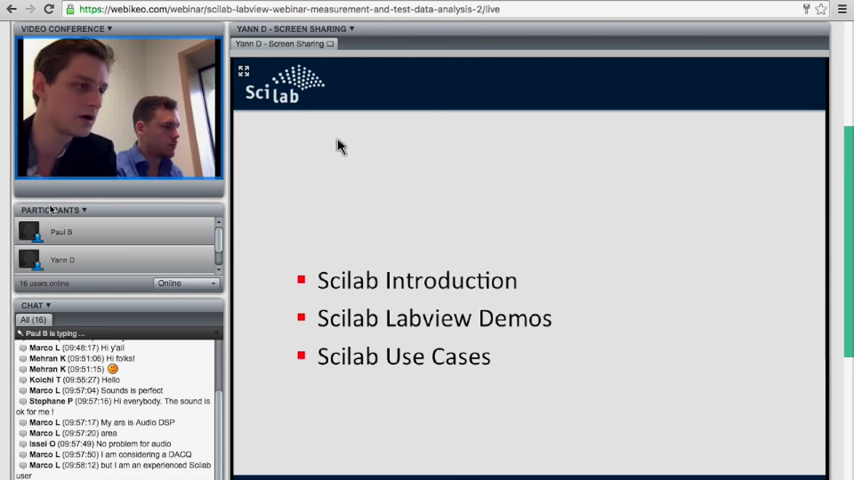 https://webikeo.com/webinar/scilab-labview-webinar-measurement-and-test-data-analysis-2/live
VIDEO CONFERENCE
YANN D - SCREEN SHARING
Yann D - Screen Sharing
Scilab
PARTICIPANTS
Paul B
Yann D
16 users online
Online
CHAT
All (16)
Paul B is typing ...
Marco L (09:48:17) Hi y'all
Mehran K (09:51:05) Hi folks!
Mehran K (09:51:15)
Koichi T (09:55:27) Hello
Marco L (09:57:04) Sounds is perfect
Stephane P (09:57:16) Hi everybody. The sound is
ok for me !
Marco L (09:57:17) My ars is Audio DSP
Marco L (09:57:20) area
Issei O (09:57:49) No problem for audio
Marco L (09:57:50) I am considering a DACQ
Marco L (09:58:12) but I am an experienced Scilab
user
Scilab Introduction
Scilab Labview Demos
Scilab Use Cases